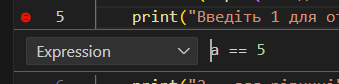 5 print("Введіть 1 для от
Expression a == 5
6